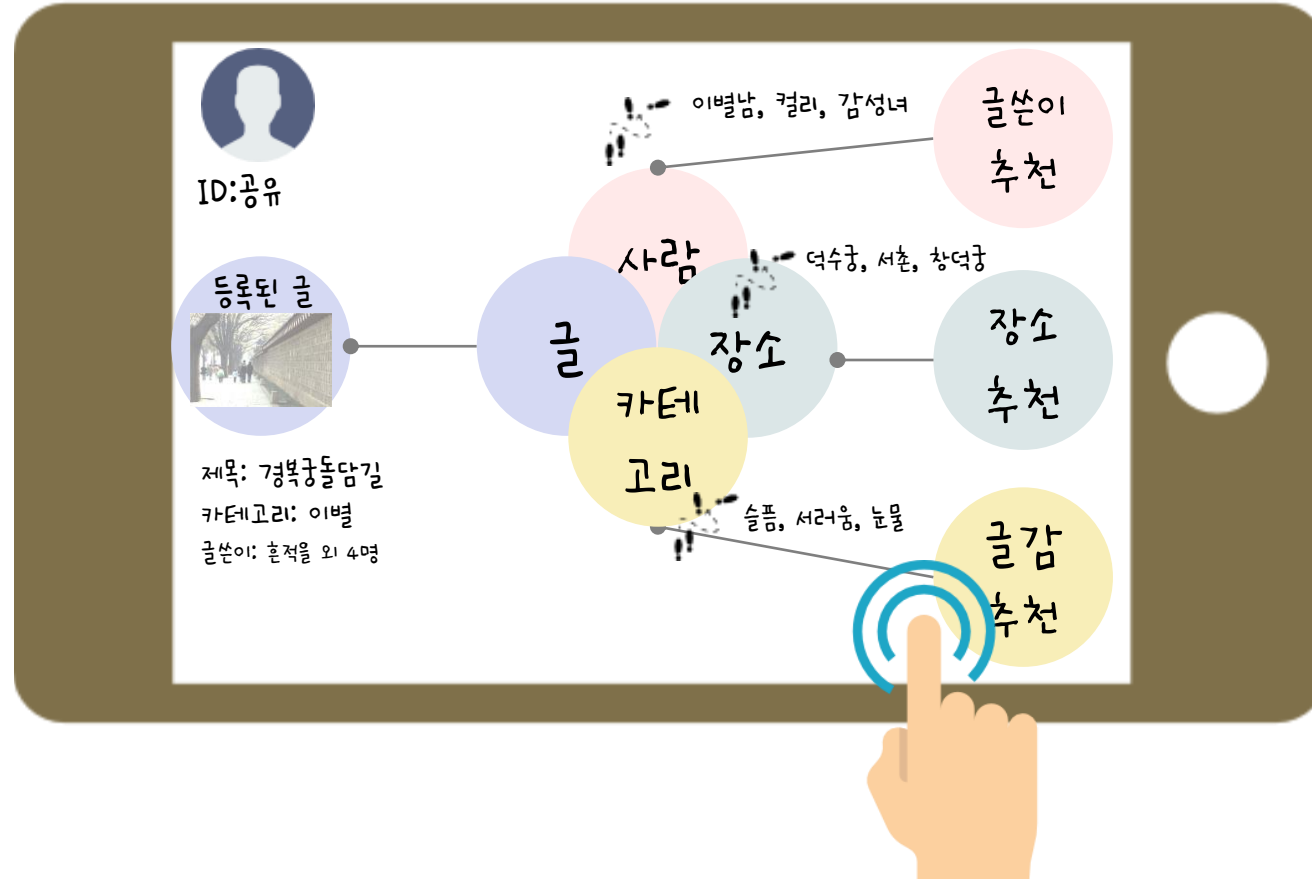 ID:공유
등록된 글
제목: 경복궁돌담길
카테고리: 이별
글쓴이: 흔적을 외 4명
글
사람
장소
카테
고리
이별남, 컬리, 감성녀
글쓴이
추천
덕수궁, 서촌, 창덕궁
장소
추천
슬픔, 서러움, 눈물
글감
추천